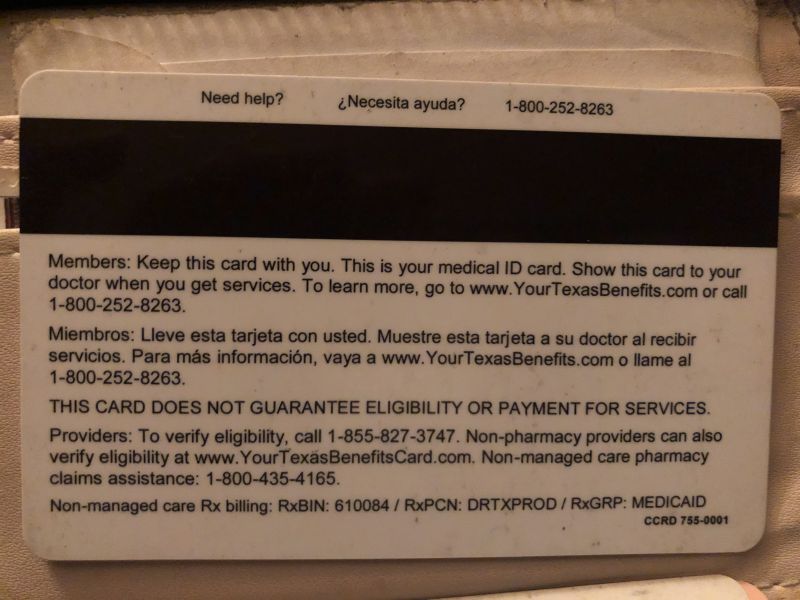 Need help? ¿Necesita ayuda? 1-800-252-8263
Members: Keep this card with you. This is your medical ID card. Show this card to your
doctor when you get services. To learn more, go to www.YourTexasBenefits.com or call
1-800-252-8263.
Miembros: Lleve esta tarjeta con usted. Muestre esta tarjeta a su doctor al recibir
servicios. Para más información, vaya a www.YourTexasBenefits.com o llame al
1-800-252-8263.
THIS CARD DOES NOT GUARANTEE ELIGIBILITY OR PAYMENT FOR SERVICES.
Providers: To verify eligibility, call 1-855-827-3747. Non-pharmacy providers can also
verify eligibility at www.YourTexasBenefitsCard.com. Non-managed care pharmacy
claims assistance: 1-800-435-4165.
Non-managed care Rx billing: RxBIN: 610084 / RxPCN: DRTXPROD / RxGRP: MEDICAID
CCRD 755-0001